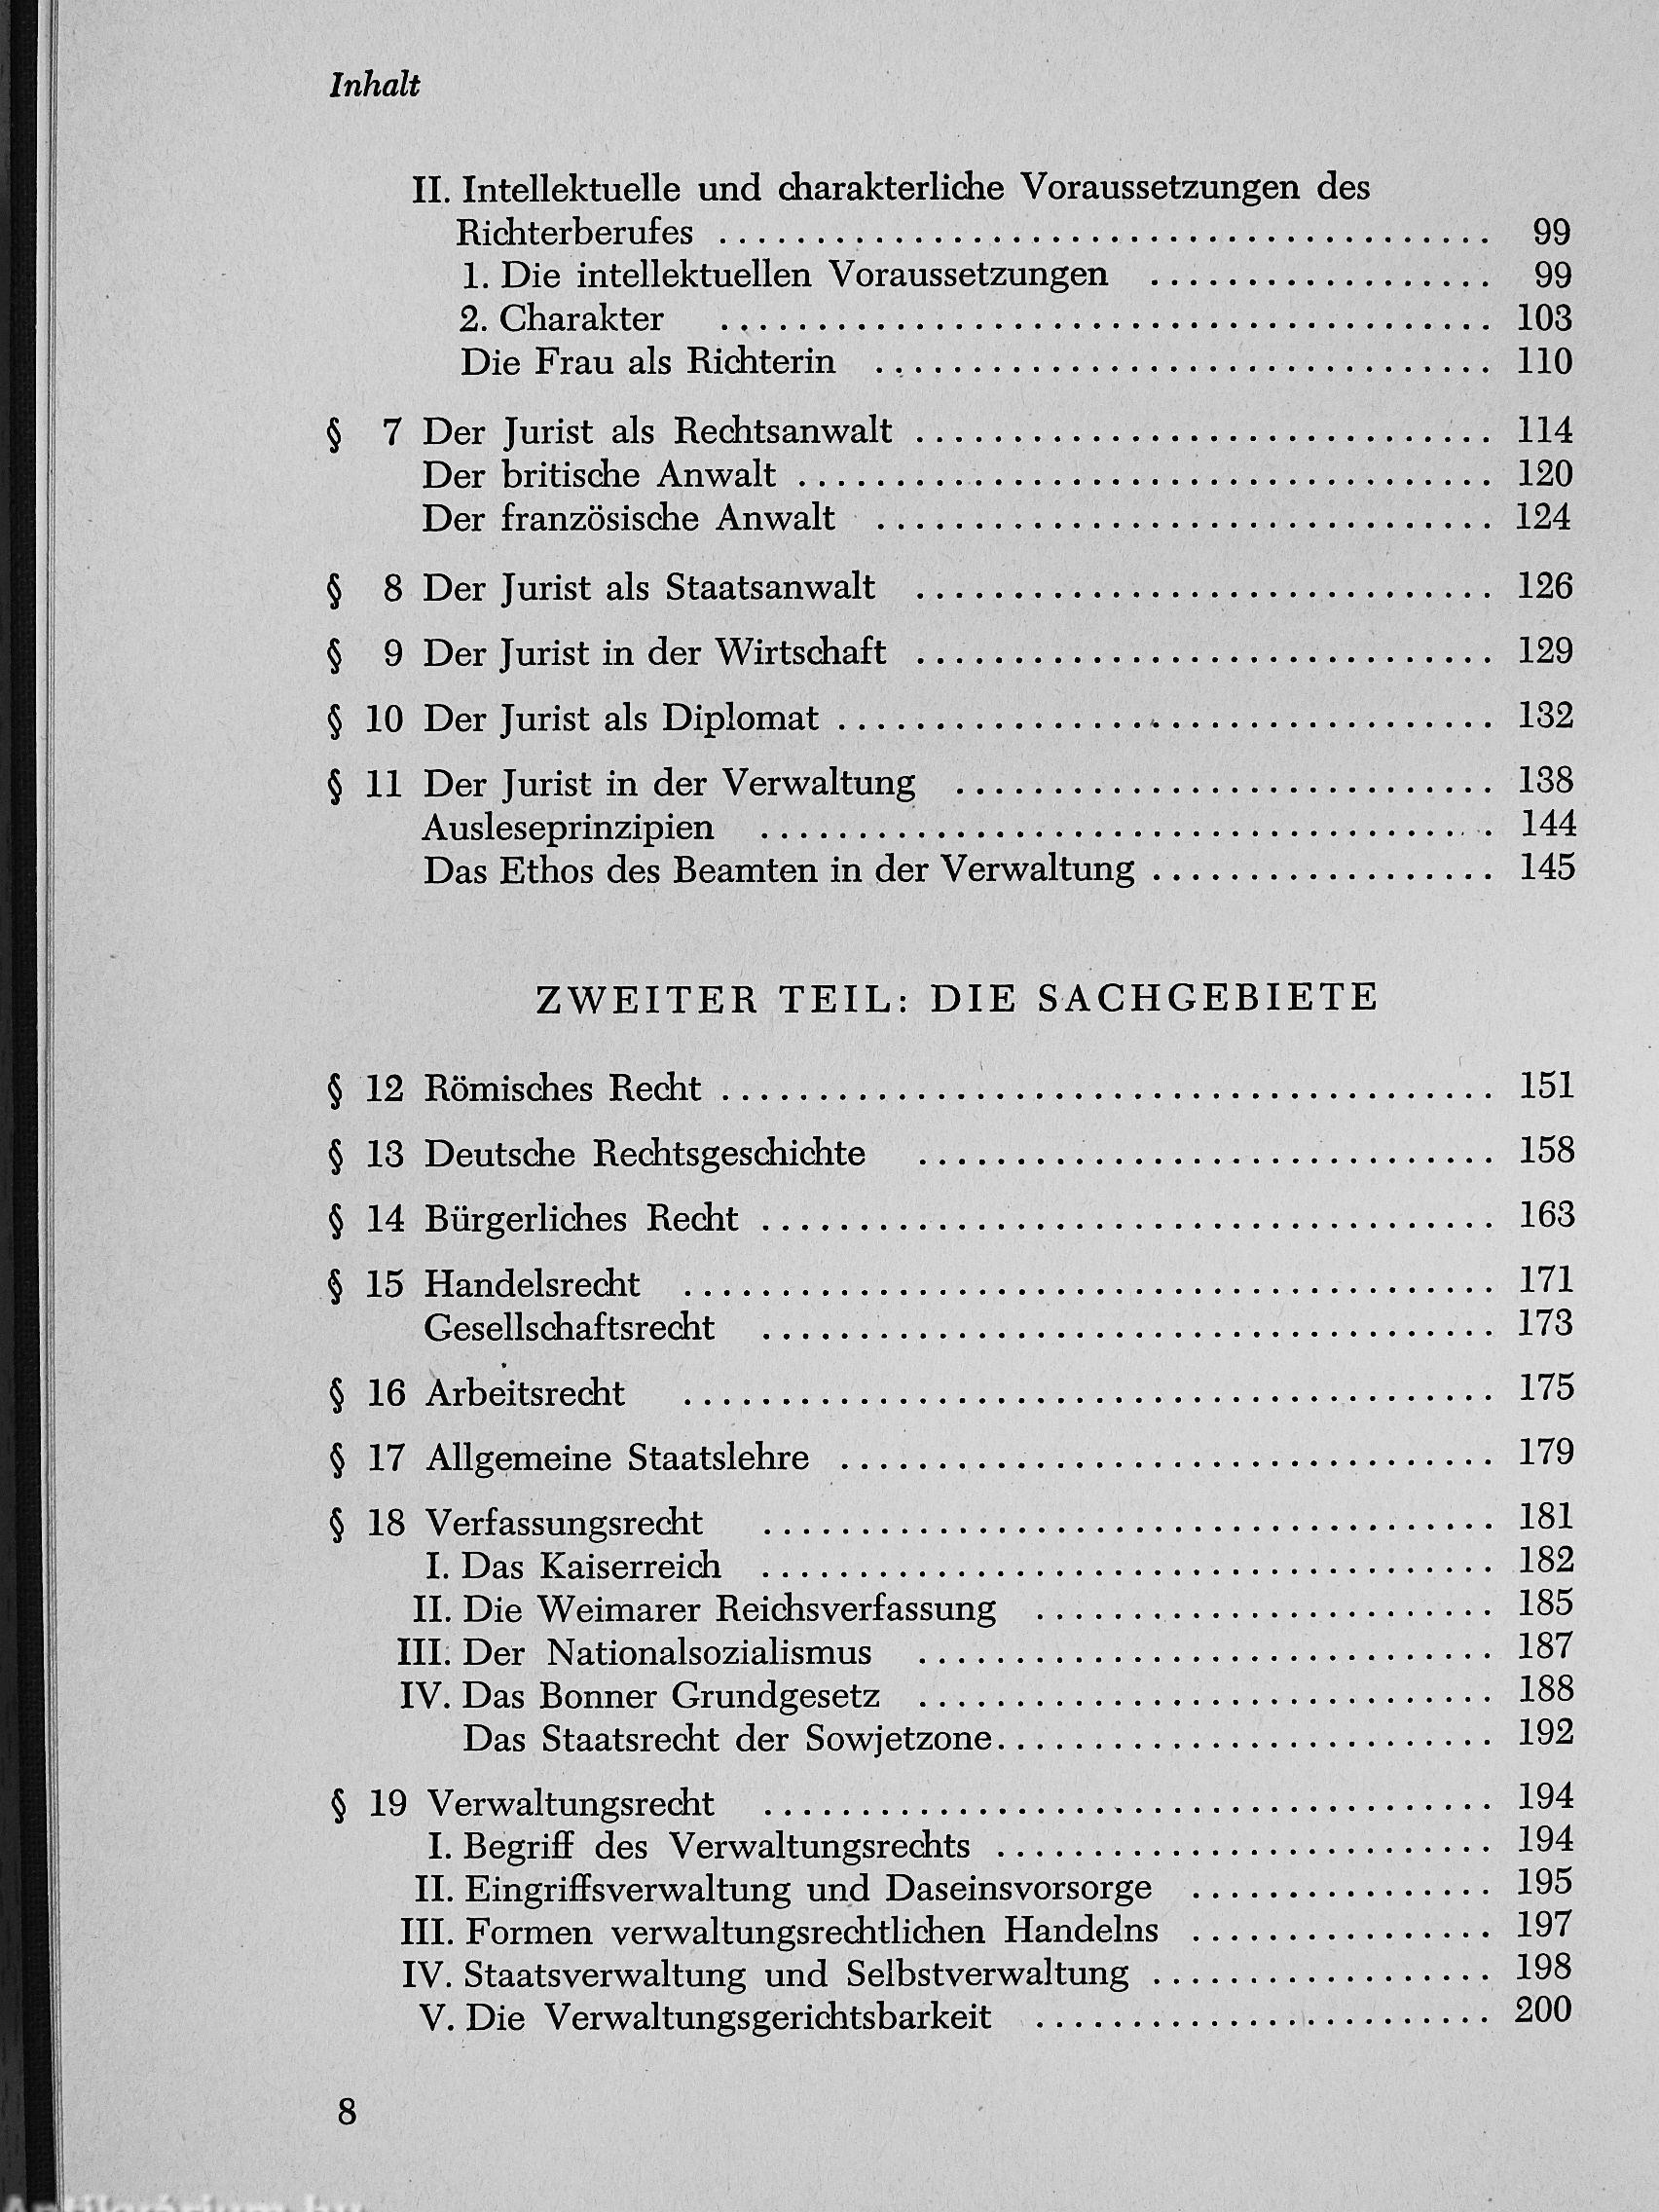 Inhalt
II. Intellektuelle und charakterliche Voraussetzungen des
Richterberufes ........................................ 99
1. Die intellektuellen Voraussetzungen .................. 99
2. Charakter ........................................ 103
Die Frau als Richterin ................................ 110
§ 7 Der Jurist als Rechtsanwalt .............................. 114
Der britische Anwalt .................................... 120
Der französische Anwalt ................................ 124
§ 8 Der Jurist als Staatsanwalt .............................. 126
§ 9 Der Jurist in der Wirtschaft .............................. 129
§ 10 Der Jurist als Diplomat .................................. 132
§ 11 Der Jurist in der Verwaltung ............................ 138
Ausleseprinzipien ...................................... 144
Das Ethos des Beamten in der Verwaltung .................. 145
ZWEITER TEIL: DIE SACHGEBIETE
§ 12 Römisches Recht ........................................ 151
§ 13 Deutsche Rechtsgeschichte .............................. 158
§ 14 Bürgerliches Recht ...................................... 163
§ 15 Handelsrecht .......................................... 171
Gesellschaftsrecht ...................................... 173
§ 16 Arbeitsrecht .......................................... 175
§ 17 Allgemeine Staatslehre .................................. 179
§ 18 Verfassungsrecht ...................................... 181
I. Das Kaiserreich ...................................... 182
II. Die Weimarer Reichsverfassung ........................ 185
III. Der Nationalsozialismus .............................. 187
IV. Das Bonner Grundgesetz .............................. 188
Das Staatsrecht der Sowjetzone.......................... 192
§ 19 Verwaltungsrecht ...................................... 194
I. Begriff des Verwaltungsrechts .......................... 194
II. Eingriffsverwaltung und Daseinsvorsorge ................ 195
III. Formen verwaltungsrechtlichen Handelns ................ 197
IV. Staatsverwaltung und Selbstverwaltung .................. 198
V. Die Verwaltungsgerichtsbarkeit ........................ 200
8